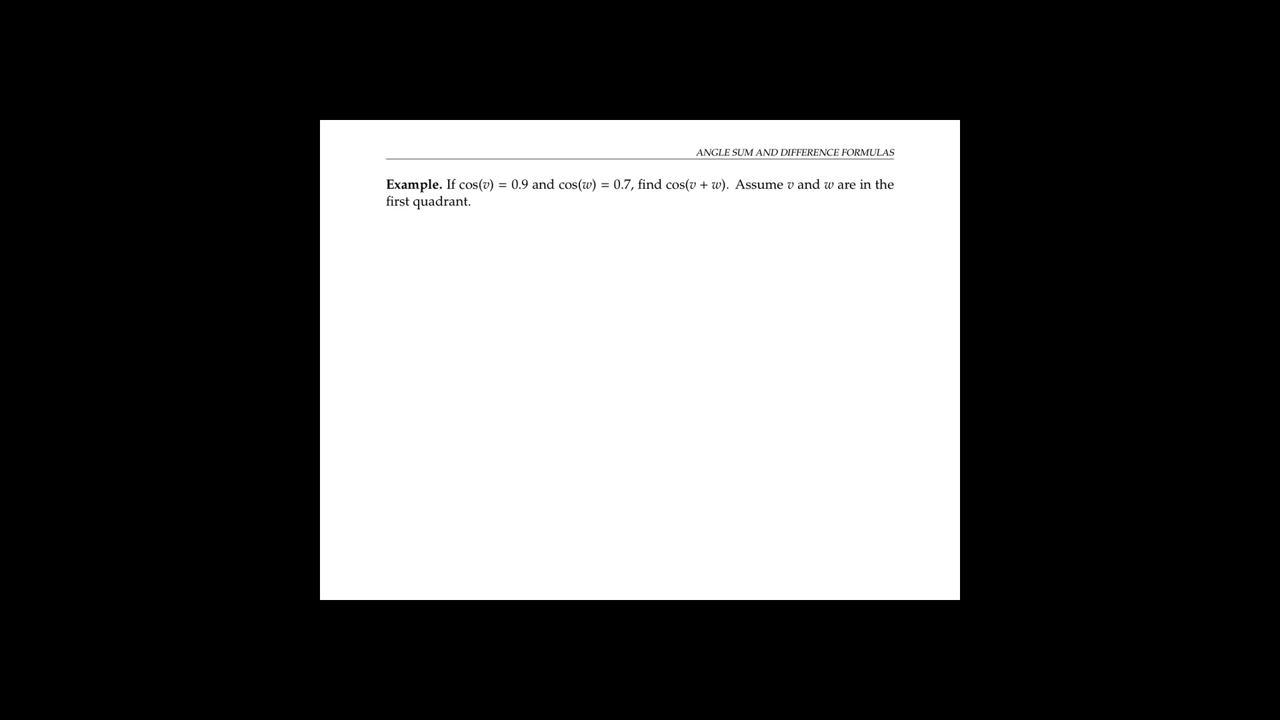 ANGLE SUM AND DIFFERENCE FORMULAS
Example. If cos(v) = 0.9 and cos(w) = 0.7, find cos(v + w). Assume v and w are in the
first quadrant.